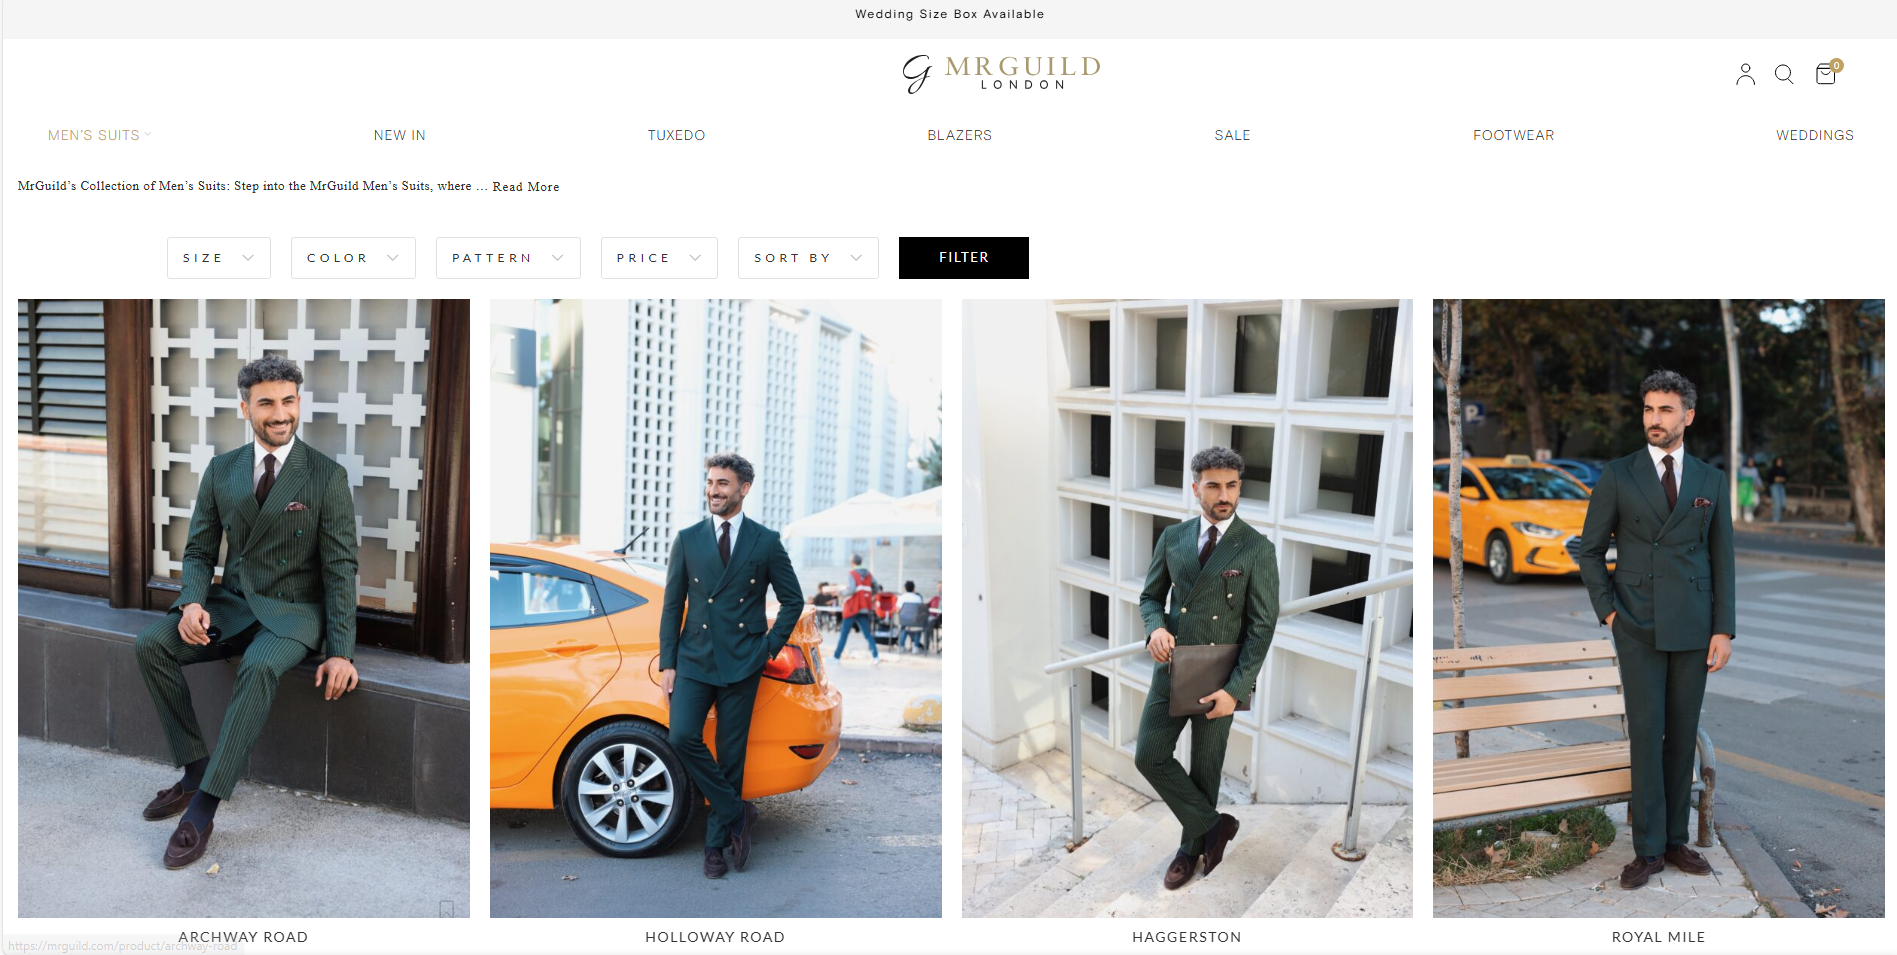 Wedding Size Box Available
G MRGUILD
LONDON
0
MEN'S SUITS
NEW IN
TUXEDO
BLAZERS
SALE
FOOTWEAR
WEDDINGS
MrGuild's Collection of Men's Suits: Step into the MrGuild Men's Suits, where ... Read More
SIZE
COLOR
PATTERN
PRICE
SORT BY
FILTER
P
ARCHWAY ROAD
HOLLOWAY ROAD
HAGGERSTON
ROYAL MILE
https://mrguild.com/product/archway-road